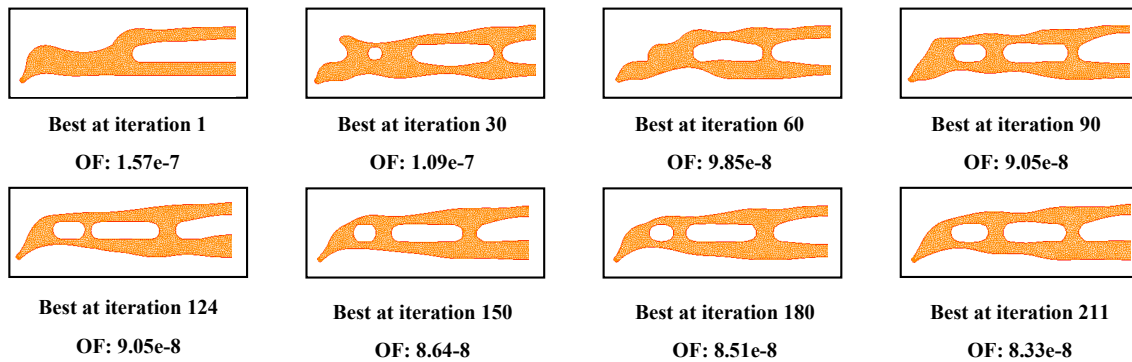 Best at iteration 1
Best at iteration 30
Best at iteration 60
Best at iteration 90
OF: 1.57e-7
OF: 1.09e-7
OF: 9.85e-8
OF: 9.05e-8
Best at iteration 124
Best at iteration 150
Best at iteration 180
Best at iteration 211
OF: 9.05e-8
OF: 8.64-8
OF: 8.51e-8
OF: 8.33e-8